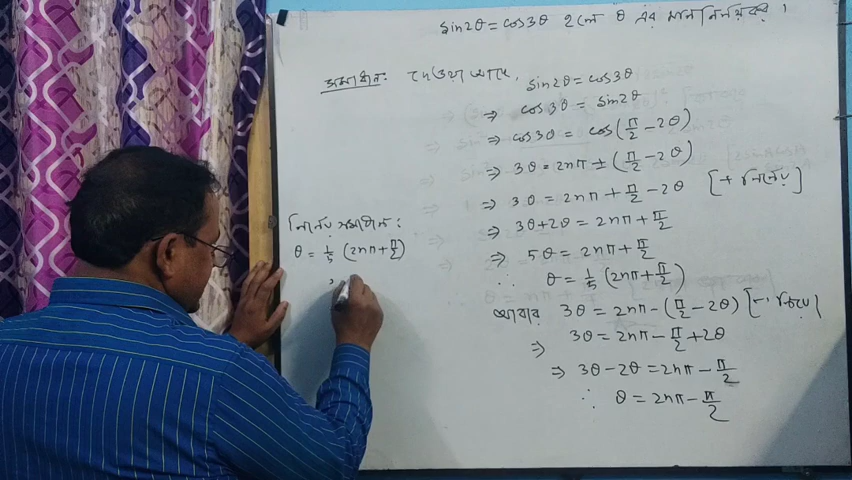 sin2θ = cos3θ হলে θ এর মান নির্ণয় কর ।
সমাধান: দেওয়া আছে, sin2θ = cos3θ
⇒ cos3θ = sin2θ
⇒ cos3θ = cos(π/2 − 2θ)
⇒ 3θ = 2nπ ± (π/2 − 2θ)
⇒ 3θ = 2nπ + π/2 − 2θ [+ নিয়ে]
⇒ 3θ + 2θ = 2nπ + π/2
⇒ 5θ = 2nπ + π/2
∴ θ = 1/5 (2nπ + π/2)
আবার 3θ = 2nπ − (π/2 − 2θ) [− নিয়ে]
⇒ 3θ = 2nπ − π/2 + 2θ
⇒ 3θ − 2θ = 2nπ − π/2
∴ θ = 2nπ − π/2
নির্ণেয় সমাধান:
θ = 1/5 (2nπ + π/2)
,